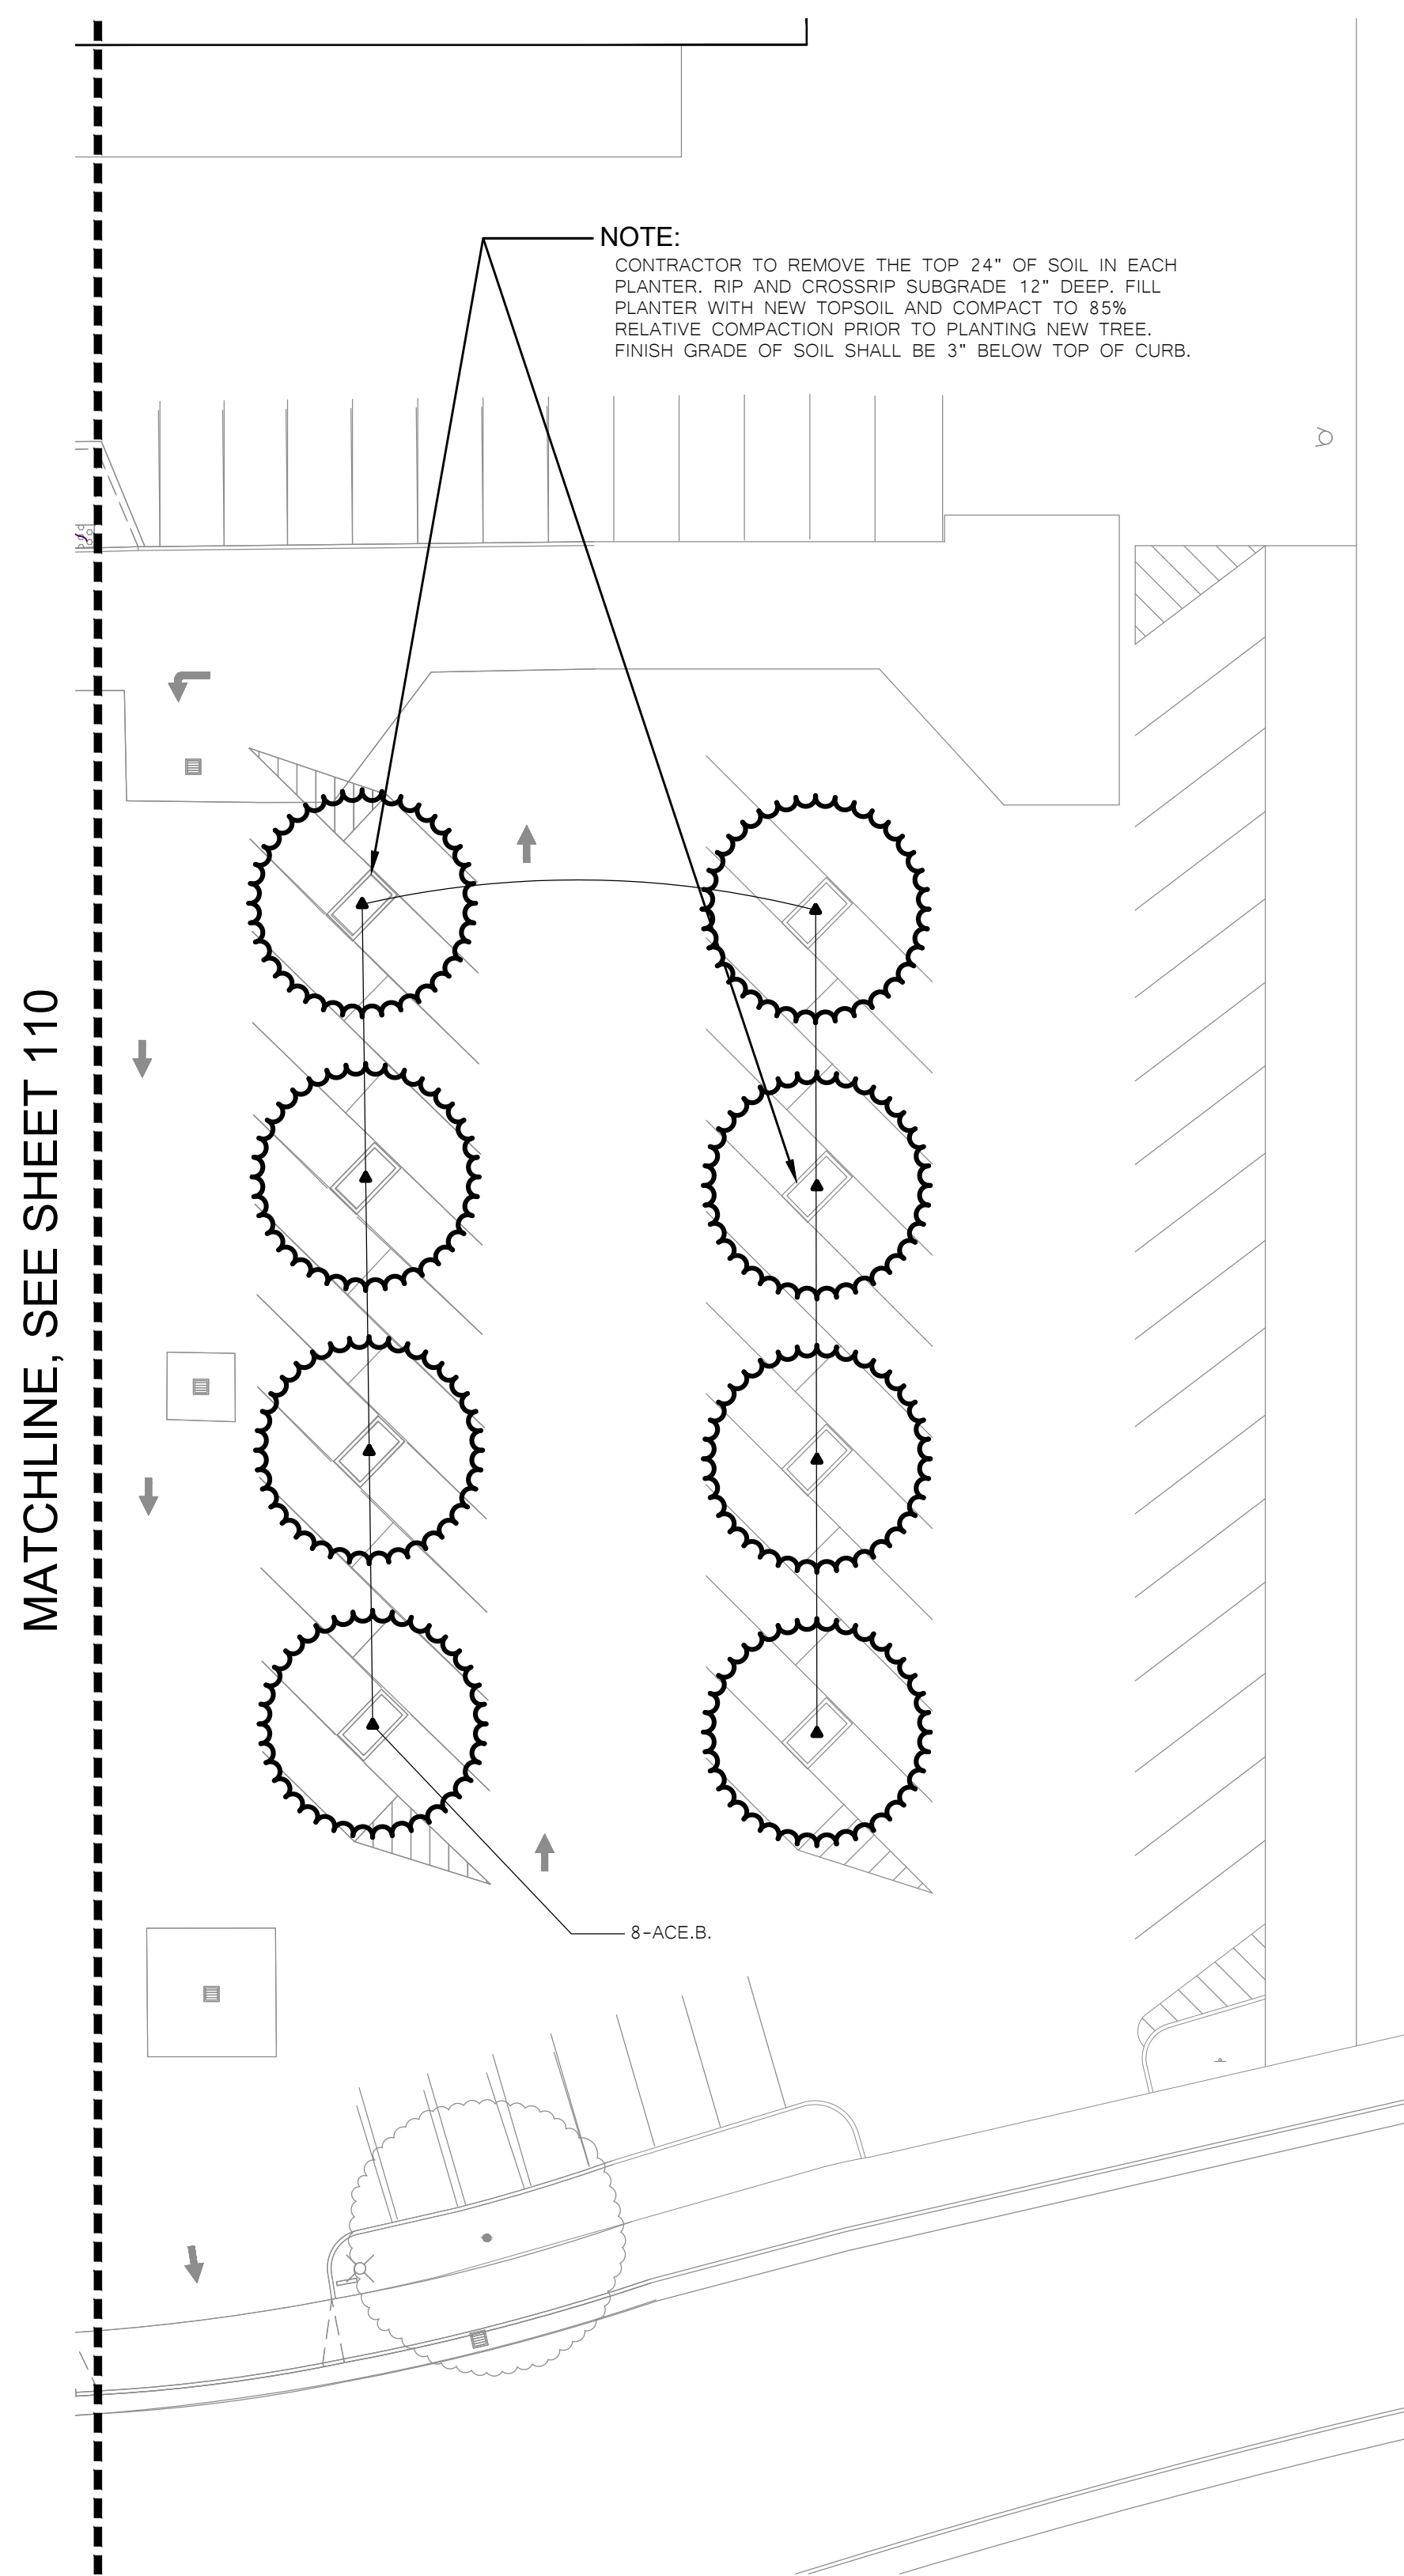 NOTE:
CONTRACTOR TO REMOVE THE TOP 24" OF SOIL IN EACH
PLANTER. RIP AND CROSSRIP SUBGRADE 12" DEEP. FILL
PLANTER WITH NEW TOPSOIL AND COMPACT TO 85%
RELATIVE COMPACTION PRIOR TO PLANTING NEW TREE.
FINISH GRADE OF SOIL SHALL BE 3" BELOW TOP OF CURB.
MATCHLINE, SEE SHEET 110
8-ACE.B.